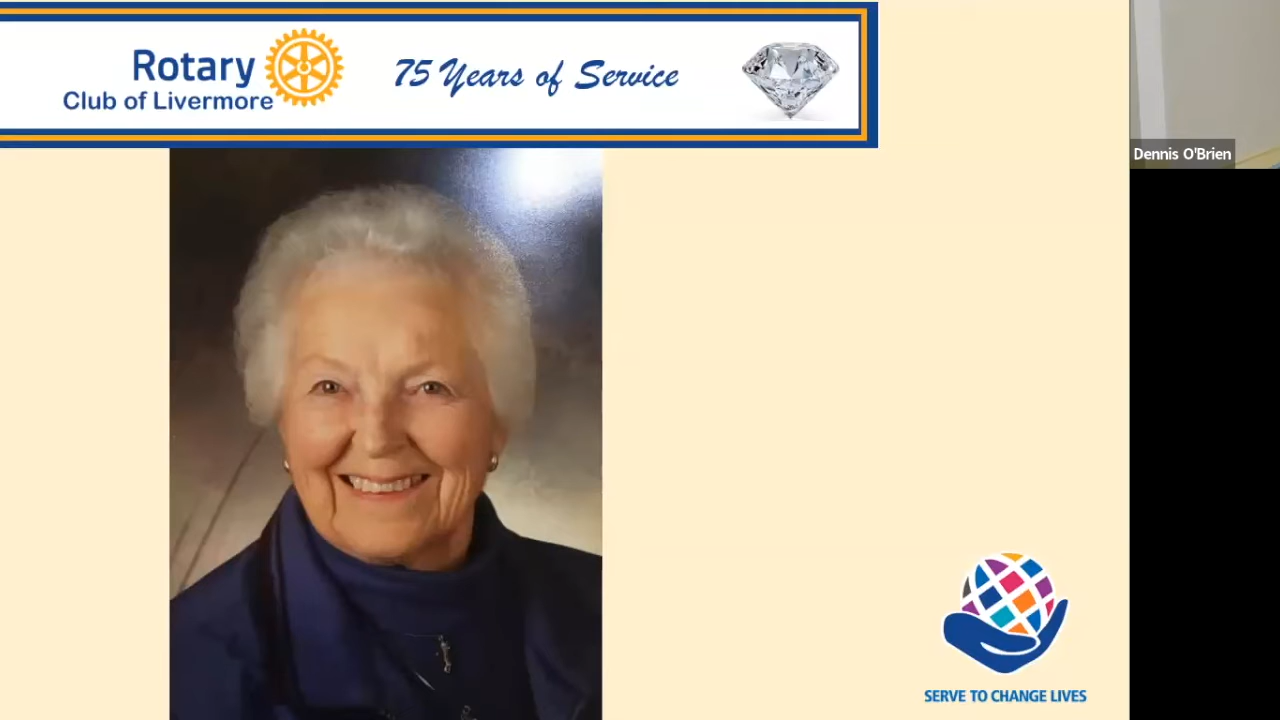 Rotary
Club of Livermore
75 Years of Service
Dennis O'Brien
SERVE TO CHANGE LIVES